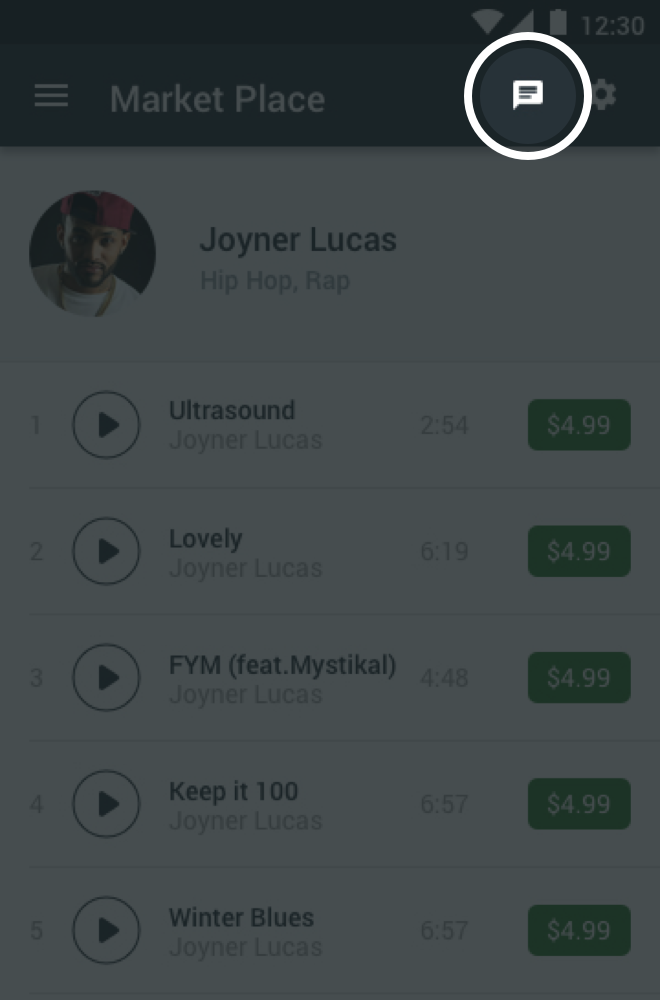 12:30
Market Place
Joyner Lucas
Hip Hop, Rap
1 Ultrasound 2:54 $4.99
Joyner Lucas
2 Lovely 6:19 $4.99
Joyner Lucas
3 FYM (feat.Mystikal) 4:48 $4.99
Joyner Lucas
4 Keep it 100 6:57 $4.99
Joyner Lucas
5 Winter Blues 6:57 $4.99
Joyner Lucas